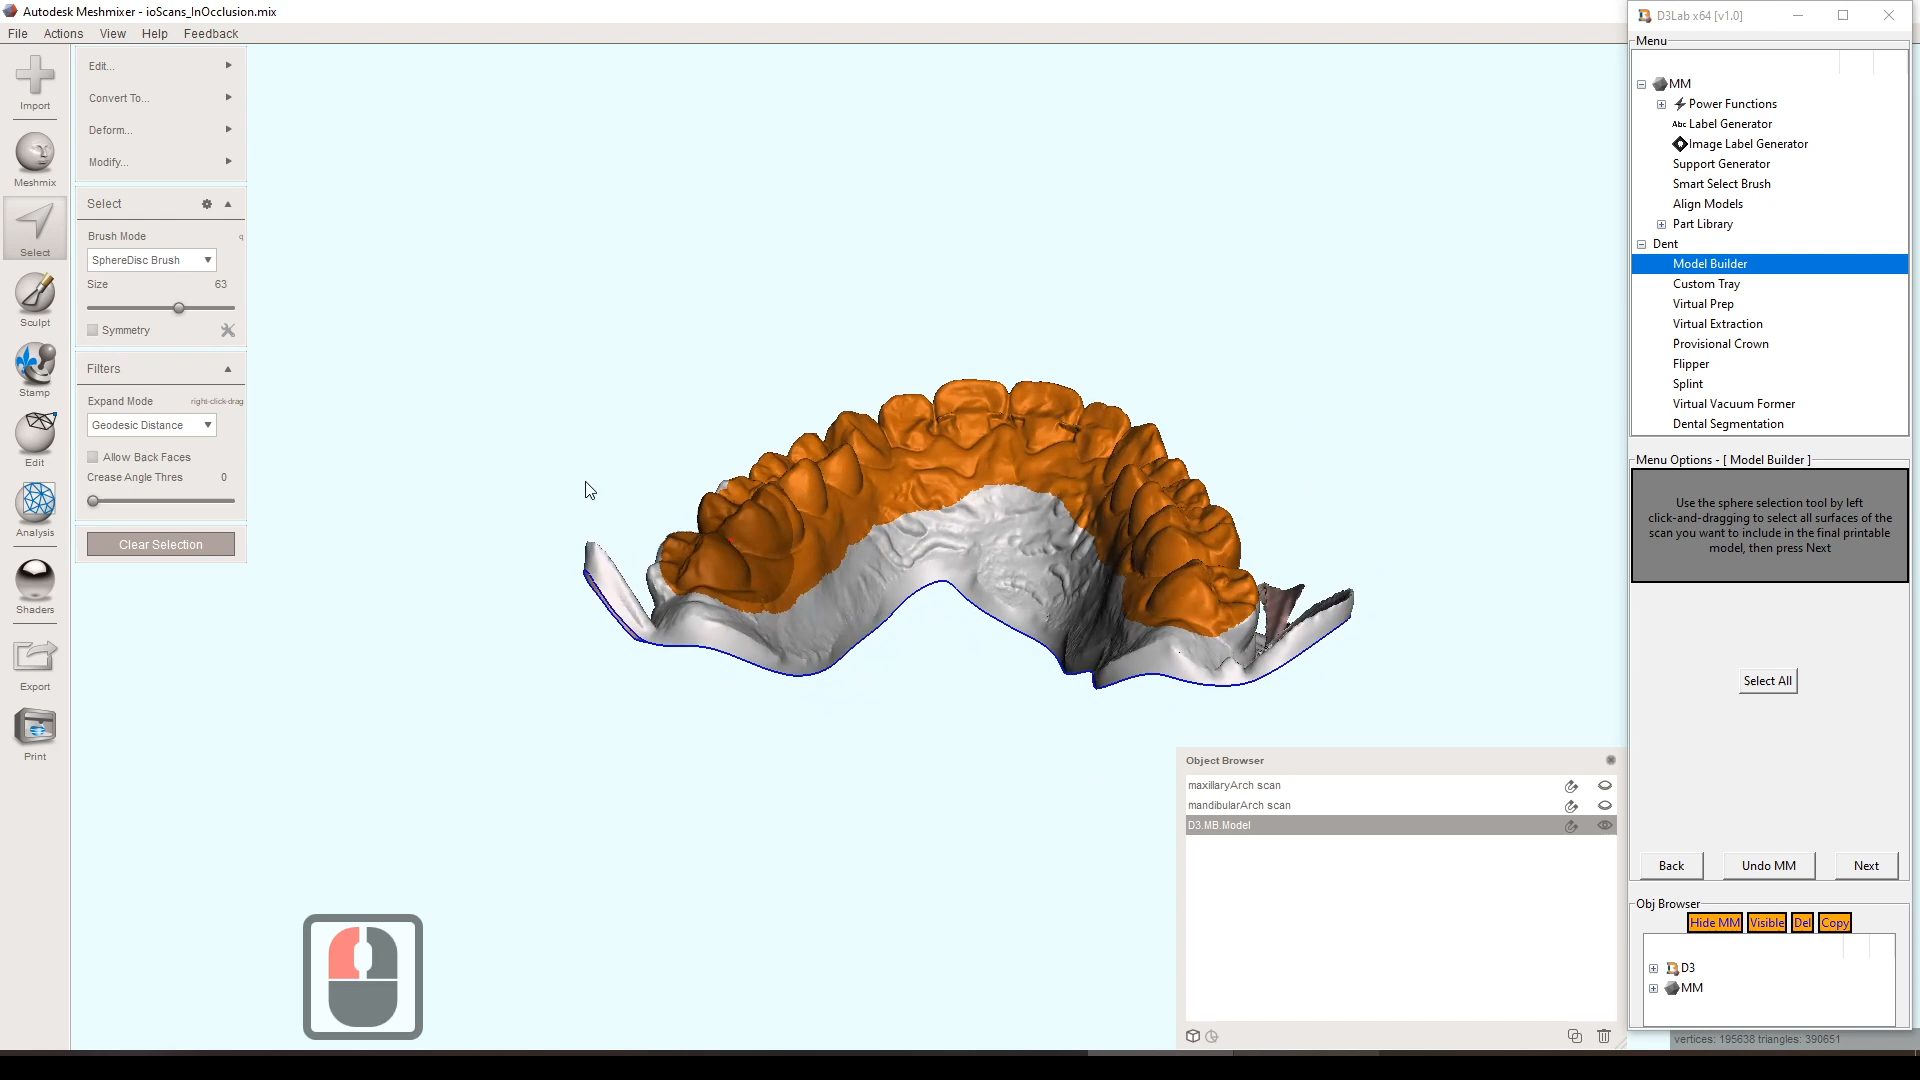 Autodesk Meshmixer - ioScans_InOcclusion.mix
File Actions View Help Feedback
Import
Meshmix
Select
Sculpt
Stamp
Edit
Analysis
Shaders
Export
Print
Edit...
Convert To...
Deform...
Modify...
Select
Brush Mode q
SphereDisc Brush
Size 63
Symmetry
Filters
Expand Mode right-click-drag
Geodesic Distance
Allow Back Faces
Crease Angle Thres 0
Clear Selection
Object Browser
maxillaryArch scan
mandibularArch scan
D3.MB.Model
D3Lab x64 [v1.0]
Menu
MM
Power Functions
Abc Label Generator
Image Label Generator
Support Generator
Smart Select Brush
Align Models
Part Library
Dent
Model Builder
Custom Tray
Virtual Prep
Virtual Extraction
Provisional Crown
Flipper
Splint
Virtual Vacuum Former
Dental Segmentation
Menu Options - [ Model Builder ]
Use the sphere selection tool by left
click-and-dragging to select all surfaces of the
scan you want to include in the final printable
model, then press Next
Select All
Back Undo MM Next
Obj Browser
Hide MM Visible Del Copy
D3
MM
vertices: 195638 triangles: 390651